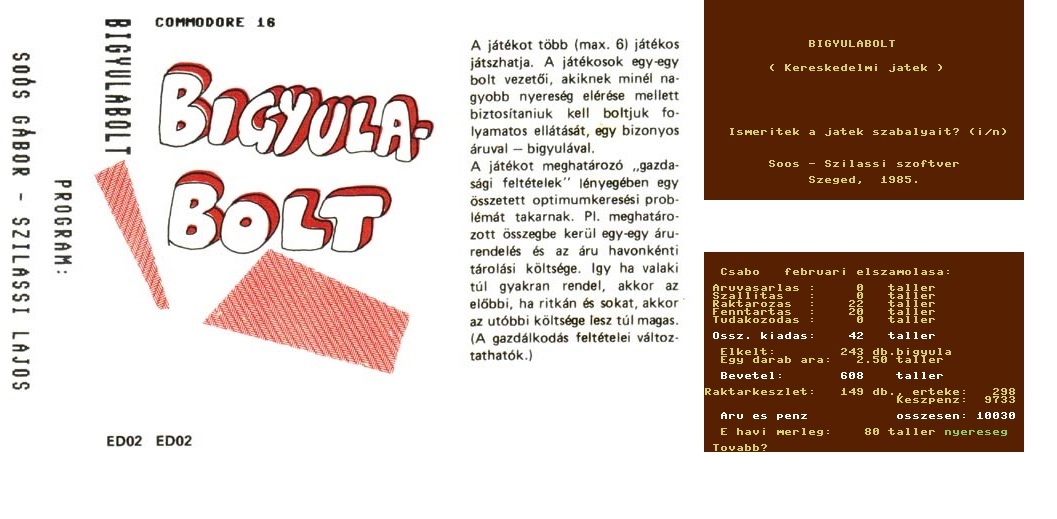 SOÓS GÁBOR - SZILASSI LAJOS
PROGRAM:
BIGYULABOLT
COMMODORE 16
BIGYULA-
BOLT
ED02 ED02
A játékot több (max. 6) játékos
játszhatja. A játékosok egy-egy
bolt vezetői, akiknek minél na-
gyobb nyereség elérése mellett
biztosítaniuk kell boltjuk fo-
lyamatos ellátását, egy bizonyos
áruval — bigyulával.
A játékot meghatározó „gazda-
sági feltételek" lényegében egy
összetett optimumkeresési prob-
lémát takarnak. Pl. meghatáro-
zott összegbe kerül egy-egy áru-
rendelés és az áru havonkénti
tárolási költsége. Igy ha valaki
túl gyakran rendel, akkor az
előbbi, ha ritkán és sokat, akkor
az utóbbi költsége lesz túl magas.
(A gazdálkodás feltételei változ-
tathatók.)
BIGYULABOLT
( Kereskedelmi jatek )
Ismeritek a jatek szabalyait? (i/n)
Soos - Szilassi szoftver
Szeged, 1985.
Csabo februari elszamolasa:
Aruvasarlas : 0 taller
Szallitas : 0 taller
Raktarozas : 22 taller
Fenntartas : 20 taller
Tudakozodas : 0 taller
Ossz. kiadas: 42 taller
Elkelt: 243 db.bigyula
Egy darab ara: 2.50 taller
Bevetel: 608 taller
Raktarkeszlet: 149 db., erteke: 298
Keszpenz: 9733
Aru es penz osszesen: 10030
E havi merleg: 80 taller nyereseg
Tovabb?